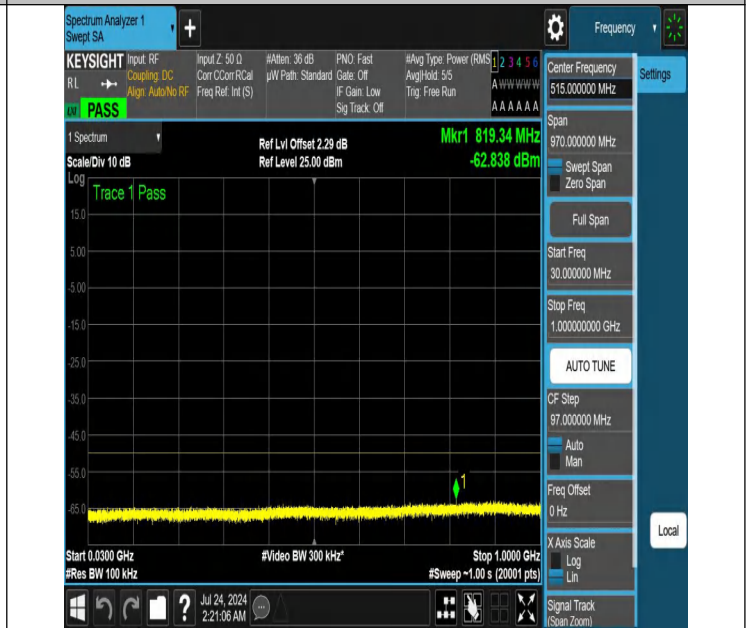 Spectrum Analyzer 1
Swept SA
+
Frequency
KEYSIGHT
RL
PASS
Input: RF
Coupling: DC
Align: Auto/No RF
Input Z: 50 Ω
Corr CCorr RCal
Freq Ref: Int (S)
#Atten: 36 dB
µW Path: Standard
PNO: Fast
Gate: Off
IF Gain: Low
Sig Track: Off
#Avg Type: Power (RMS
Avg|Hold: 5/5
Trig: Free Run
1 2 3 4 5 6
A W W W W W
A A A A A A
1 Spectrum
Scale/Div 10 dB
Ref Lvl Offset 2.29 dB
Ref Level 25.00 dBm
Mkr1 819.34 MHz
-62.838 dBm
Log
Trace 1 Pass
15.0
5.00
-5.00
-15.0
-25.0
-35.0
-45.0
-55.0
-65.0
1
Start 0.0300 GHz
#Res BW 100 kHz
#Video BW 300 kHz*
Stop 1.0000 GHz
#Sweep ~1.00 s (20001 pts)
?
Jul 24, 2024
2:21:06 AM
Center Frequency
515.000000 MHz
Span
970.000000 MHz
Swept Span
Zero Span
Full Span
Start Freq
30.000000 MHz
Stop Freq
1.000000000 GHz
AUTO TUNE
CF Step
97.000000 MHz
Auto
Man
Freq Offset
0 Hz
X Axis Scale
Log
Lin
Signal Track
(Span Zoom)
Settings
Local